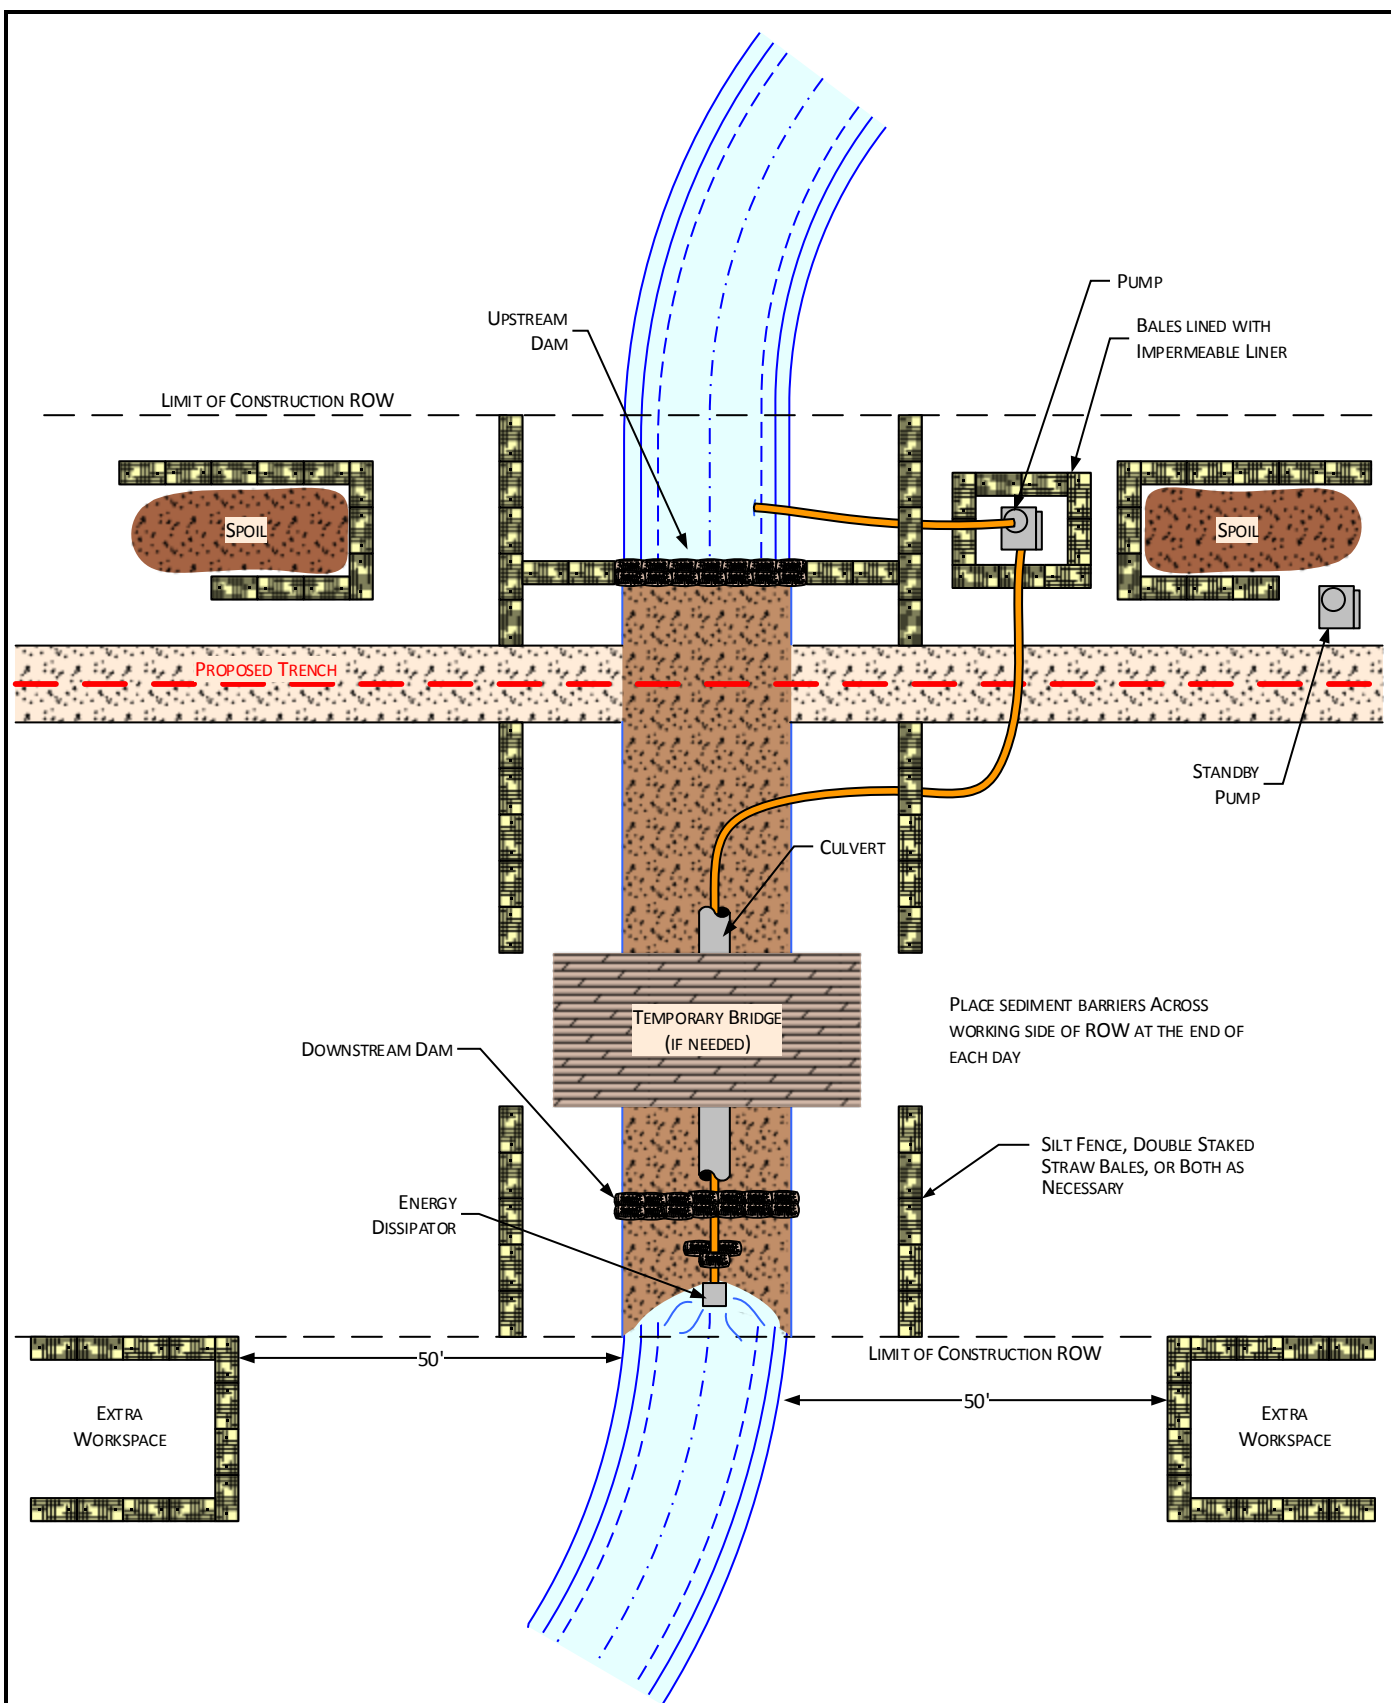 PUMP
UPSTREAM
DAM
BALES LINED WITH
IMPERMEABLE LINER
LIMIT OF CONSTRUCTION ROW
SPOIL
SPOIL
PROPOSED TRENCH
STANDBY
PUMP
CULVERT
PLACE SEDIMENT BARRIERS ACROSS
WORKING SIDE OF ROW AT THE END OF
EACH DAY
TEMPORARY BRIDGE
(IF NEEDED)
DOWNSTREAM DAM
SILT FENCE, DOUBLE STAKED
STRAW BALES, OR BOTH AS
NECESSARY
ENERGY
DISSIPATOR
LIMIT OF CONSTRUCTION ROW
50'
50'
EXTRA
WORKSPACE
EXTRA
WORKSPACE